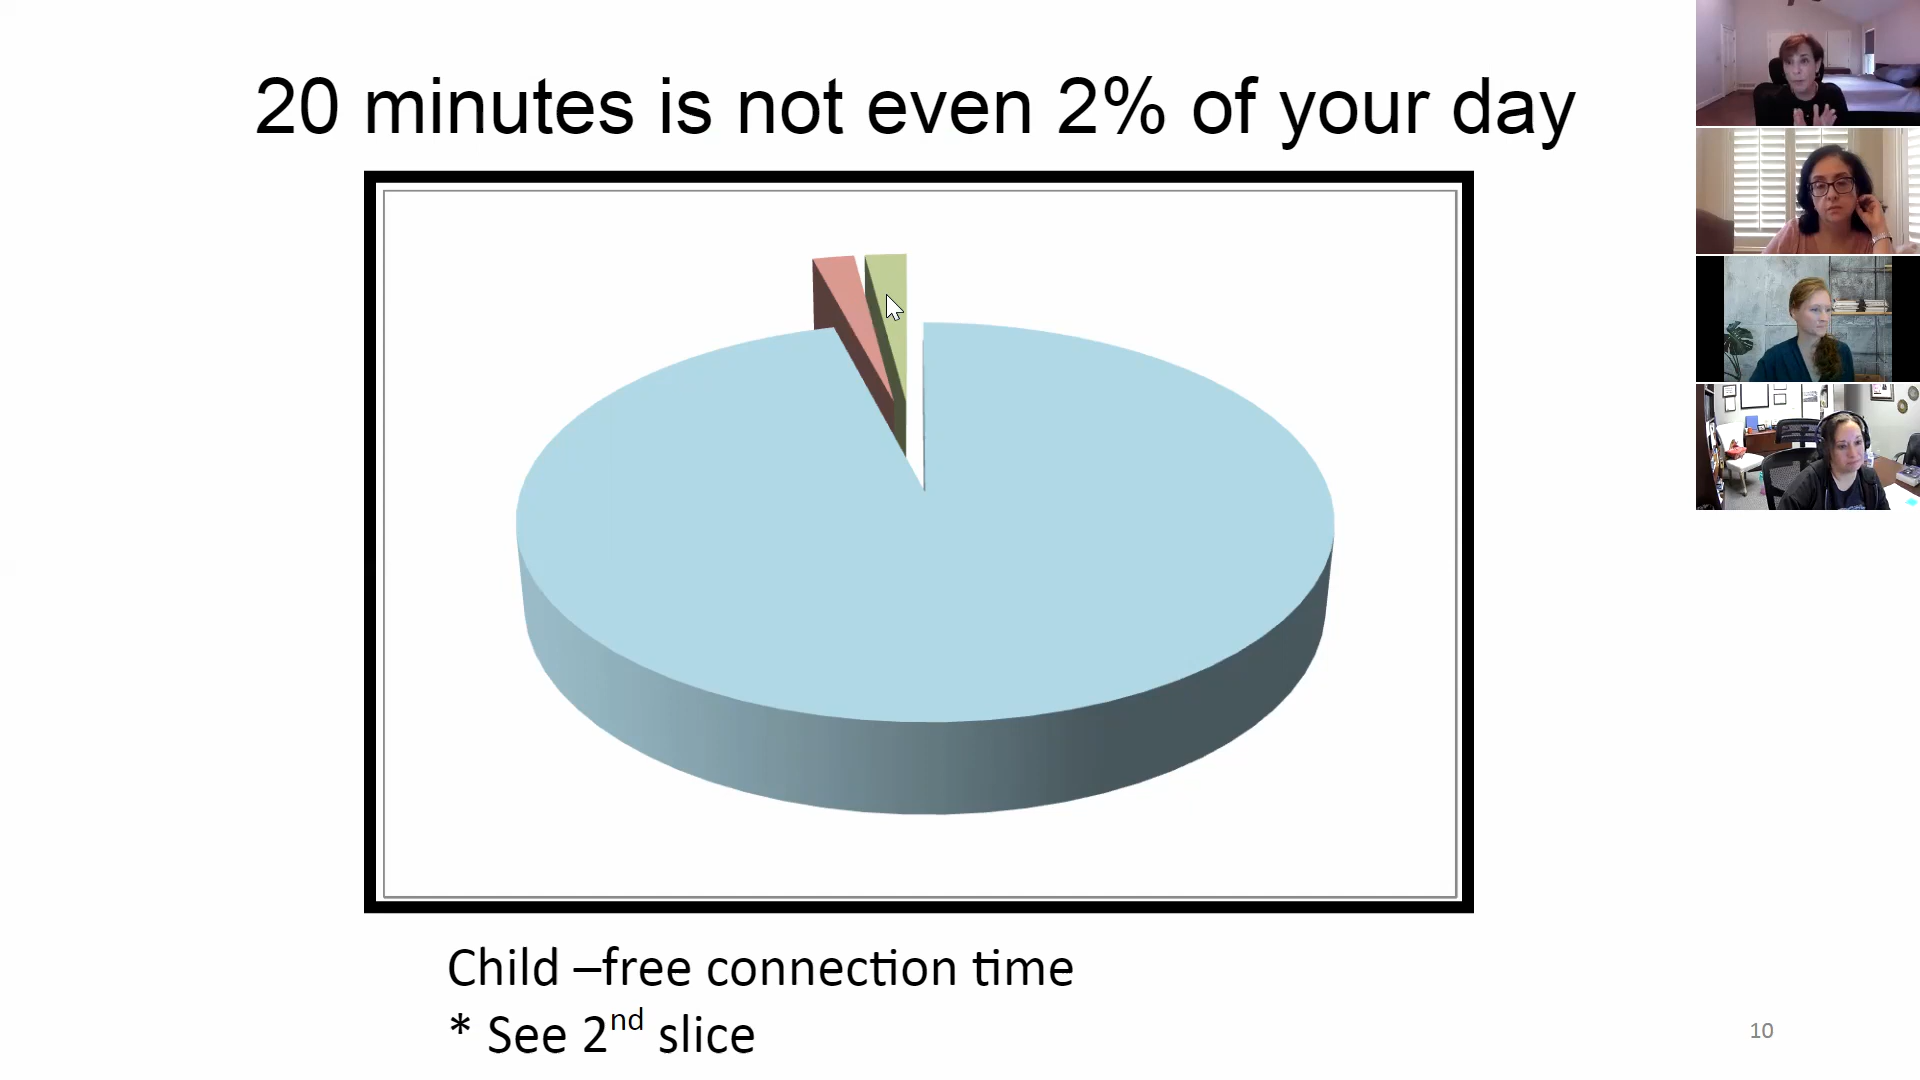 20 minutes is not even 2% of your day
Child –free connection time
* See 2nd slice
10